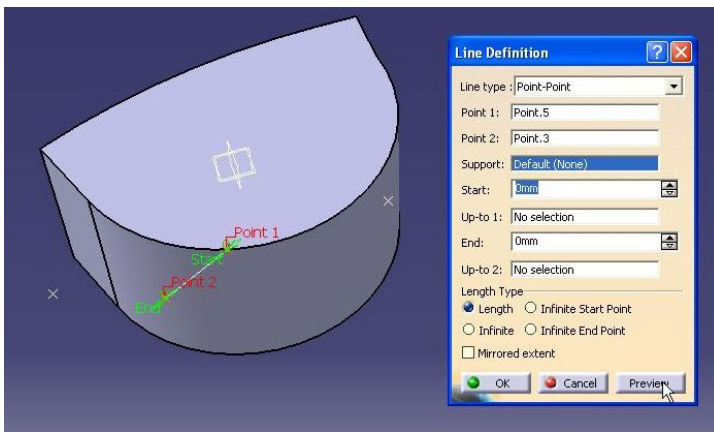 Point 1
Start
Point 2
End
Line Definition
Line type : Point-Point
Point 1: Point.5
Point 2: Point.3
Support: Default (None)
Start: 0mm
Up-to 1: No selection
End: 0mm
Up-to 2: No selection
Length Type
Length Infinite Start Point
Infinite Infinite End Point
Mirrored extent
OK Cancel Preview